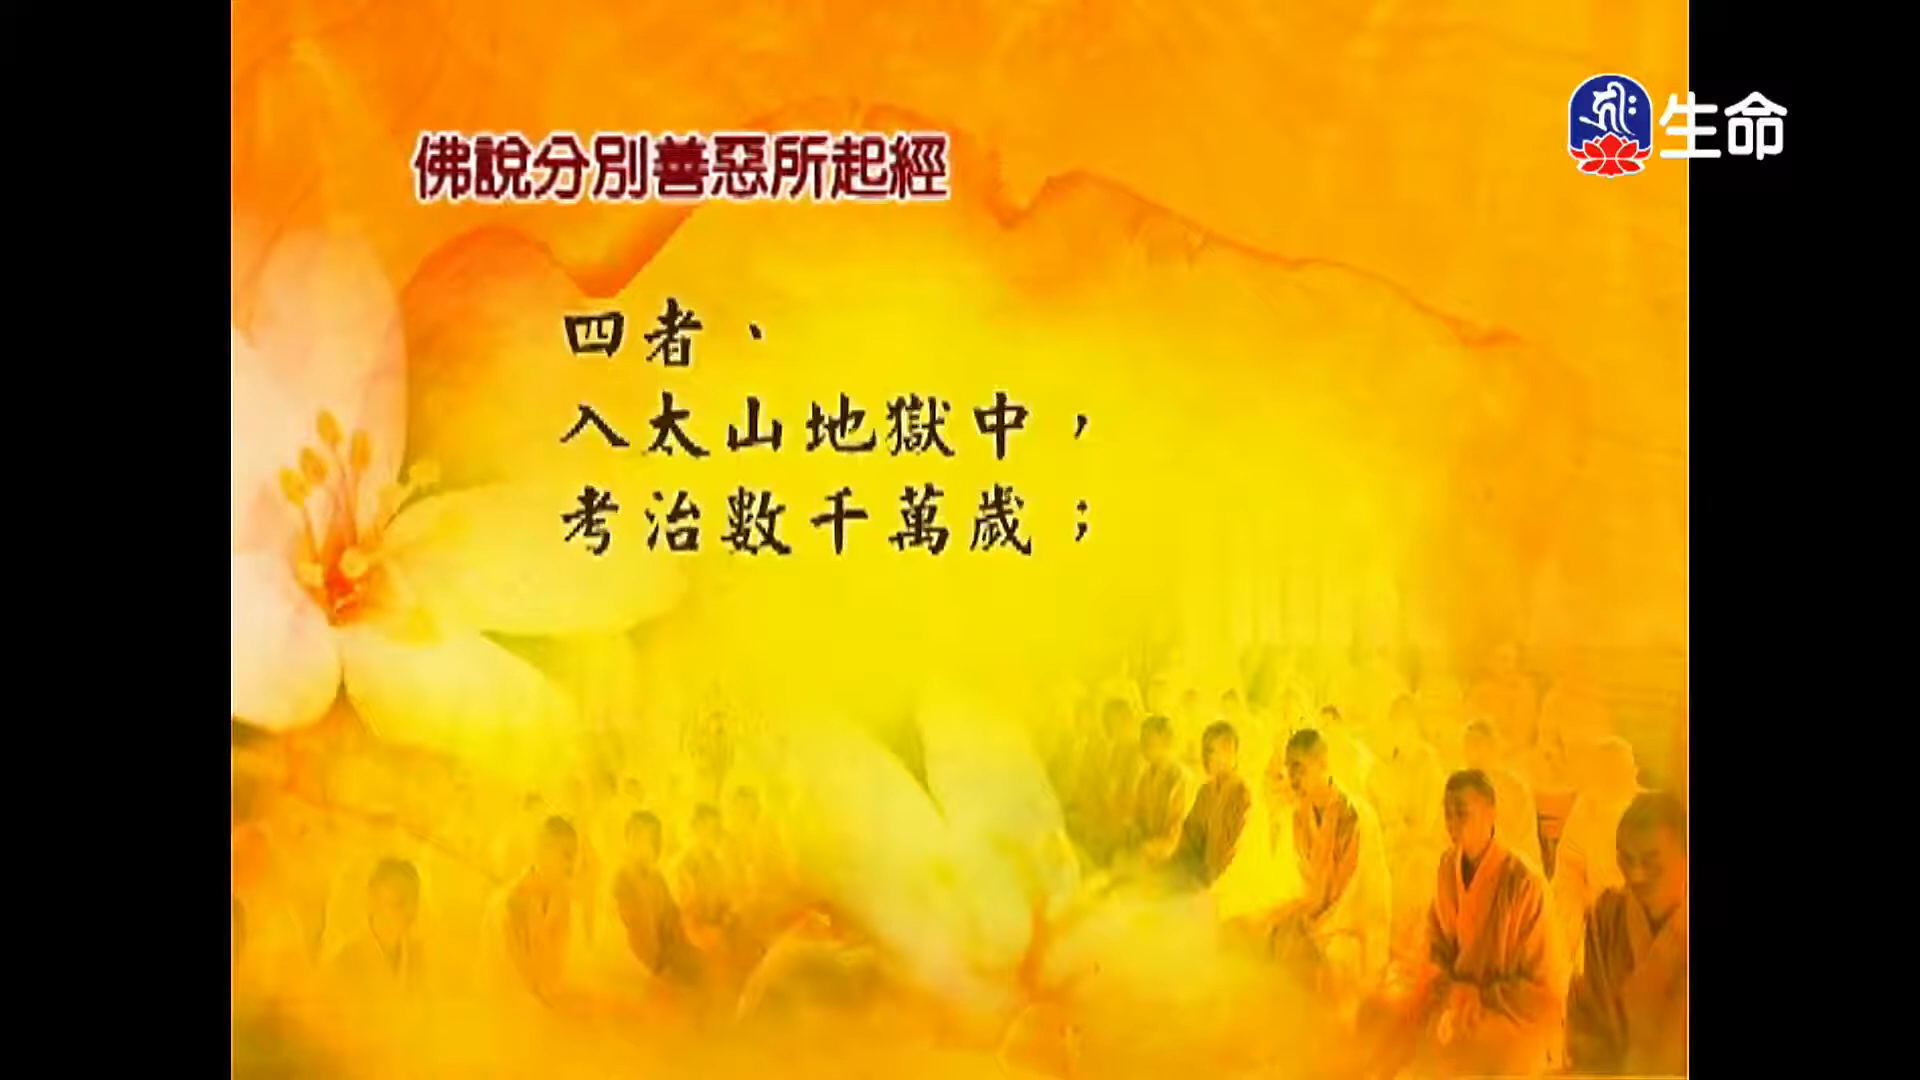 佛說分別善惡所起經
生命
四者、
入太山地獄中，
考治數千萬歲；